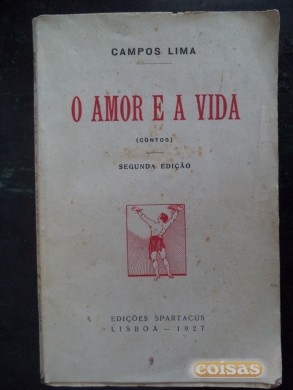 CAMPOS LIMA
O AMOR E A VIDA
(CONTOS)
SEGUNDA EDIÇÃO
EDIÇÕES SPARTACUS
LISBOA — 1927
coisas